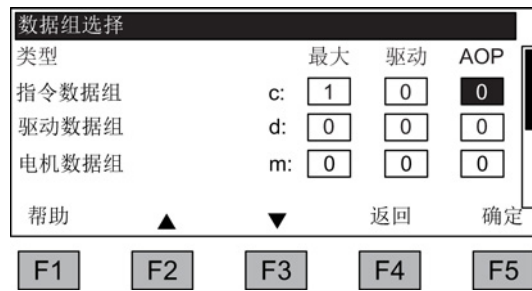 数据组选择
类型 最大 驱动 AOP
指令数据组 c: 1 0 0
驱动数据组 d: 0 0 0
电机数据组 m: 0 0 0
帮助 ▲ ▼ 返回 确定
F1 F2 F3 F4 F5